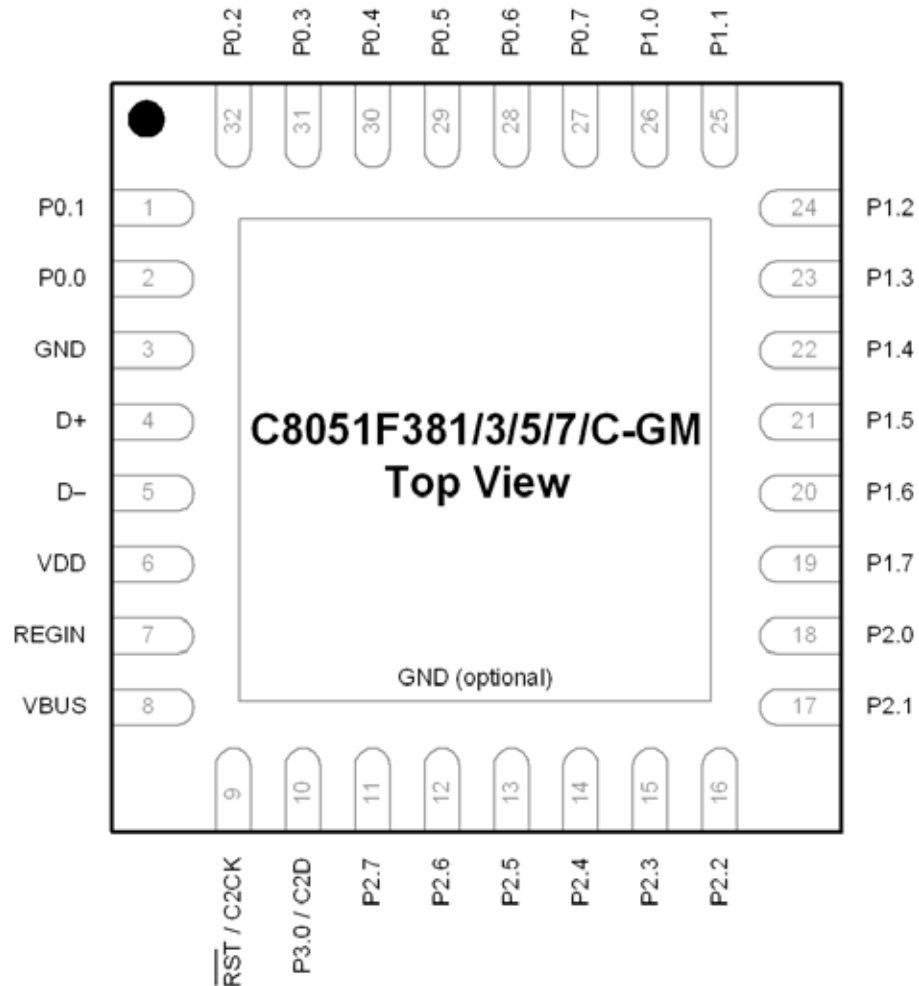 P0.2 P0.3 P0.4 P0.5 P0.6 P0.7 P1.0 P1.1
32 31 30 29 28 27 26 25
P0.1 1 24 P1.2
P0.0 2 23 P1.3
GND 3 22 P1.4
D+ 4 21 P1.5
C8051F381/3/5/7/C-GM
Top View
D– 5 20 P1.6
VDD 6 19 P1.7
REGIN 7 18 P2.0
GND (optional)
VBUS 8 17 P2.1
9 10 11 12 13 14 15 16
R̅S̅T̅ / C2CK P3.0 / C2D P2.7 P2.6 P2.5 P2.4 P2.3 P2.2